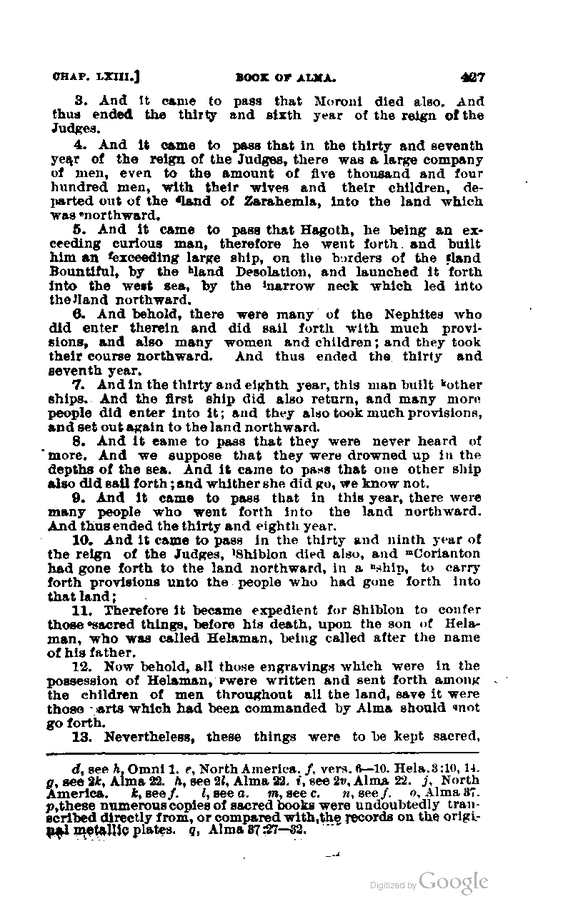 CHAP. LXIII.] BOOK OF ALMA. 427
3. And it came to pass that Moroni died also. And
thus ended the thirty and sixth year of the reign of the
Judges.
4. And it came to pass that in the thirty and seventh
year of the reign of the Judges, there was a large company
of men, even to the amount of five thousand and four
hundred men, with their wives and their children, de-
parted out of the dland of Zarahemla, into the land which
was enorthward.
5. And it came to pass that Hagoth, he being an ex-
ceeding curious man, therefore he went forth and built
him an fexceeding large ship, on the borders of the gland
Bountiful, by the hland Desolation, and launched it forth
into the west sea, by the inarrow neck which led into
the jland northward.
6. And behold, there were many of the Nephites who
did enter therein and did sail forth with much provi-
sions, and also many women and children; and they took
their course northward. And thus ended the thirty and
seventh year.
7. And in the thirty and eighth year, this man built kother
ships. And the first ship did also return, and many more
people did enter into it; and they also took much provisions,
and set out again to the land northward.
8. And it came to pass that they were never heard of
more. And we suppose that they were drowned up in the
depths of the sea. And it came to pass that one other ship
also did sail forth; and whither she did go, we know not.
9. And it came to pass that in this year, there were
many people who went forth into the land northward.
And thus ended the thirty and eighth year.
10. And it came to pass in the thirty and ninth year of
the reign of the Judges, lShiblon died also, and mCorianton
had gone forth to the land northward, in a nship, to carry
forth provisions unto the people who had gone forth into
that land;
11. Therefore it became expedient for Shiblon to confer
those osacred things, before his death, upon the son of Hela-
man, who was called Helaman, being called after the name
of his father.
12. Now behold, all those engravings which were in the
possession of Helaman, pwere written and sent forth among
the children of men throughout all the land, save it were
those arts which had been commanded by Alma should qnot
go forth.
13. Nevertheless, these things were to be kept sacred,
d, see h, Omni 1. e, North America. f, vers. 6—10. Hela. 3:10, 14.
g, see 2k, Alma 22. h, see 2l, Alma 22. i, see 2v, Alma 22. j, North
America. k, see f. l, see a. m, see c. n, see f. o, Alma 37.
p, these numerous copies of sacred books were undoubtedly tran-
scribed directly from, or compared with, the records on the origi-
nal metallic plates. q, Alma 37:27—32.
Digitized by Google